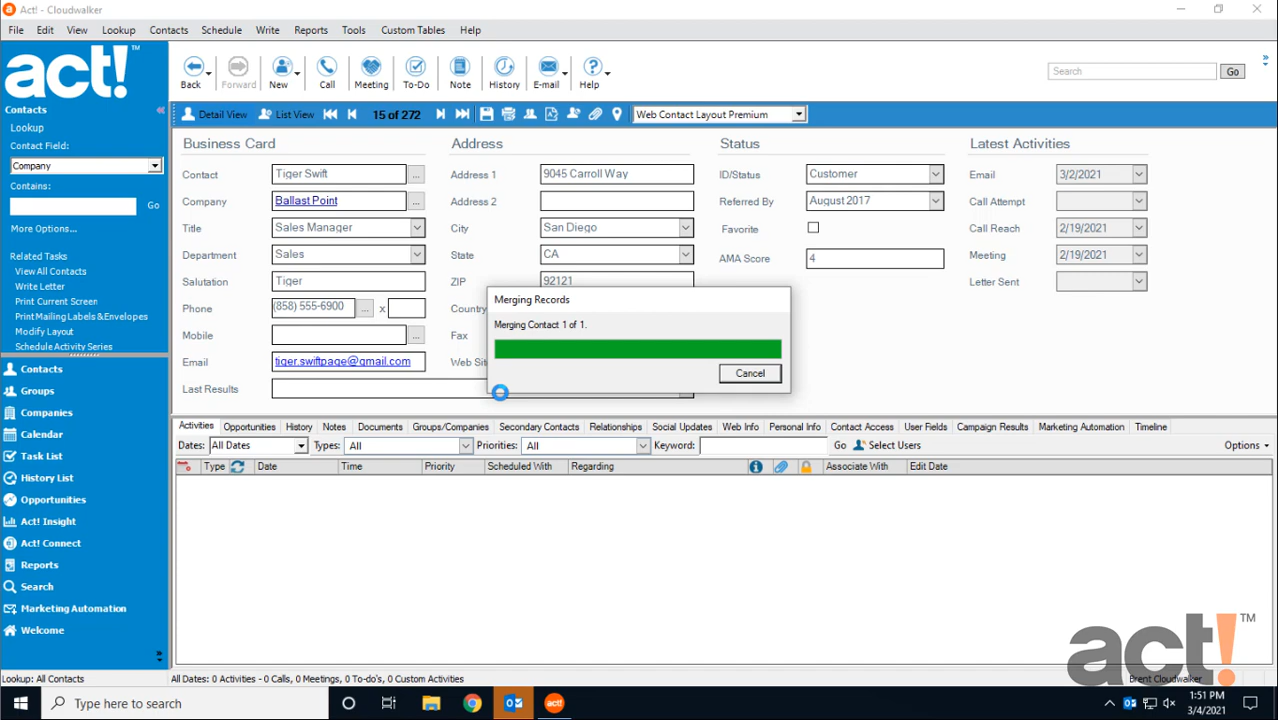 Act! - Cloudwalker
File Edit View Lookup Contacts Schedule Write Reports Tools Custom Tables Help
act!™
Back Forward New Call Meeting To-Do Note History E-mail Help
Search Go
Contacts
Detail View List View 15 of 272 Web Contact Layout Premium
Lookup
Contact Field:
Company
Contains:
Go
More Options...
Related Tasks
View All Contacts
Write Letter
Print Current Screen
Print Mailing Labels & Envelopes
Modify Layout
Schedule Activity Series
Contacts
Groups
Companies
Calendar
Task List
History List
Opportunities
Act! Insight
Act! Connect
Reports
Search
Marketing Automation
Welcome
Business Card
Contact Tiger Swift ...
Company Ballast Point ...
Title Sales Manager
Department Sales
Salutation Tiger
Phone (858) 555-6900 ... x
Mobile ...
Email tiger.swiftpage@gmail.com
Last Results
Address
Address 1 9045 Carroll Way
Address 2
City San Diego
State CA
ZIP 92121
Country
Fax
Web Sit
Status
ID/Status Customer
Referred By August 2017
Favorite
AMA Score 4
Latest Activities
Email 3/2/2021
Call Attempt
Call Reach 2/19/2021
Meeting 2/19/2021
Letter Sent
Merging Records
Merging Contact 1 of 1.
Cancel
Activities Opportunities History Notes Documents Groups/Companies Secondary Contacts Relationships Social Updates Web Info Personal Info Contact Access User Fields Campaign Results Marketing Automation Timeline
Dates: All Dates Types: All Priorities: All Keyword: Go Select Users Options
Type Date Time Priority Scheduled With Regarding Associate With Edit Date
act!™
Lookup: All Contacts All Dates: 0 Activities - 0 Calls, 0 Meetings, 0 To-do's, 0 Custom Activities Brent Cloudwalker
Type here to search act! 1:51 PM
3/4/2021